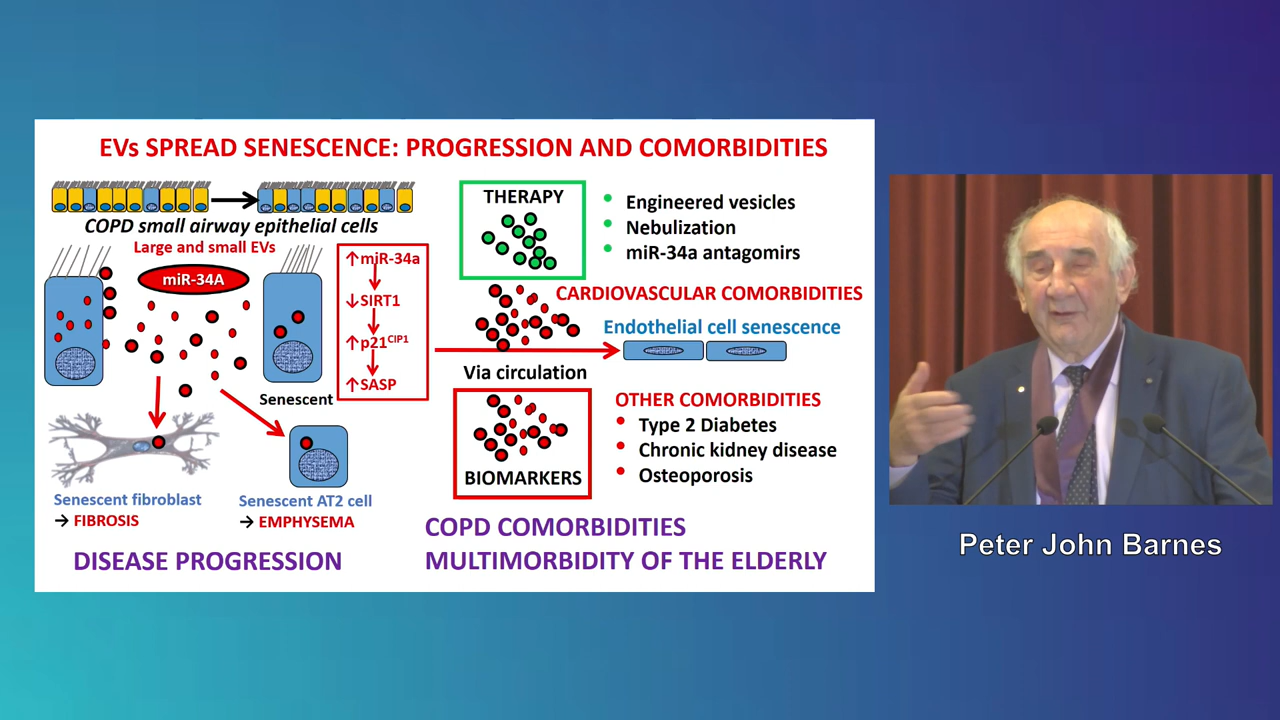 EVs SPREAD SENESCENCE: PROGRESSION AND COMORBIDITIES
COPD small airway epithelial cells
Large and small EVs
miR-34A
↑miR-34a
↓SIRT1
↑p21CIP1
↑SASP
Senescent
Senescent fibroblast
→ FIBROSIS
Senescent AT2 cell
→ EMPHYSEMA
DISEASE PROGRESSION
THERAPY
• Engineered vesicles
• Nebulization
• miR-34a antagomirs
CARDIOVASCULAR COMORBIDITIES
Endothelial cell senescence
Via circulation
BIOMARKERS
OTHER COMORBIDITIES
• Type 2 Diabetes
• Chronic kidney disease
• Osteoporosis
COPD COMORBIDITIES
MULTIMORBIDITY OF THE ELDERLY
Peter John Barnes